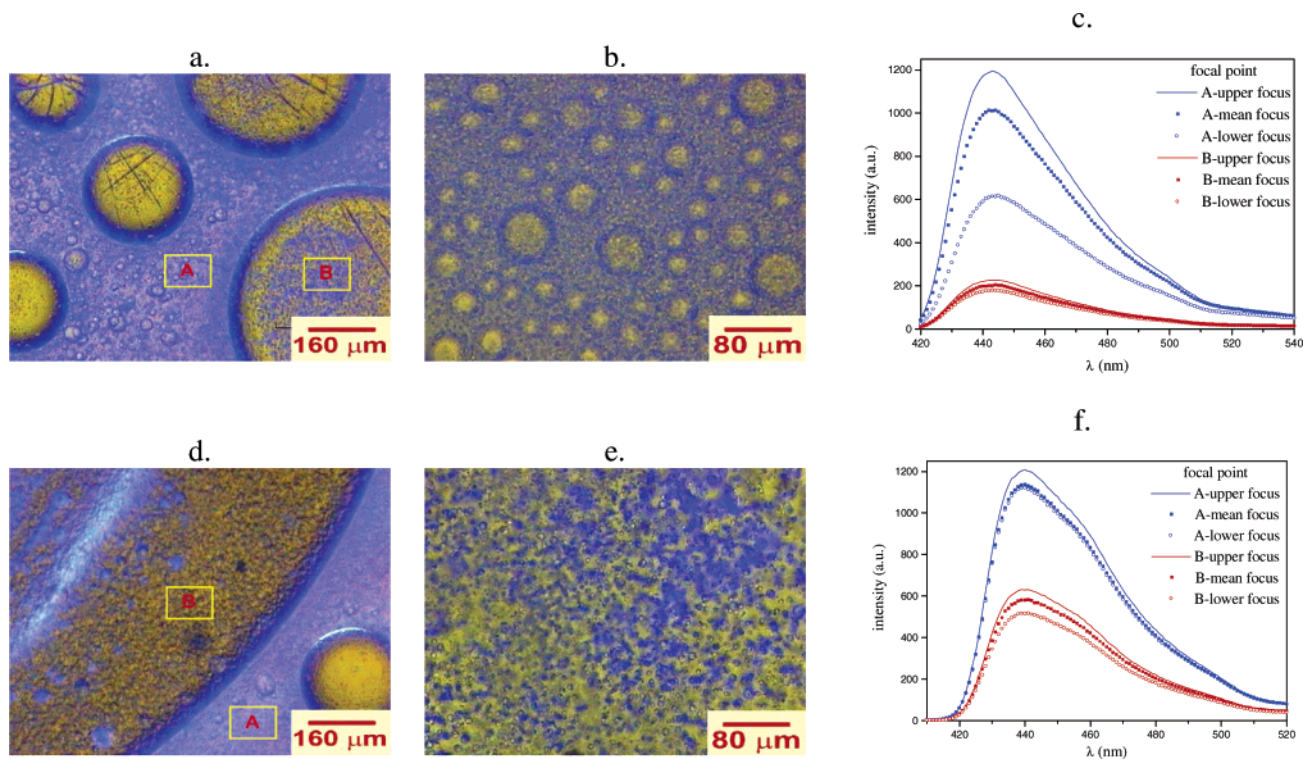 a.
b.
c.
A
B
160 μm
80 μm
intensity (a.u.)
1200
1000
800
600
400
200
0
focal point
A-upper focus
A-mean focus
A-lower focus
B-upper focus
B-mean focus
B-lower focus
420 440 460 480 500 520 540
λ (nm)
d.
e.
f.
B
A
160 μm
80 μm
intensity (a.u.)
1200
1000
800
600
400
200
0
focal point
A-upper focus
A-mean focus
A-lower focus
B-upper focus
B-mean focus
B-lower focus
420 440 460 480 500 520
λ (nm)